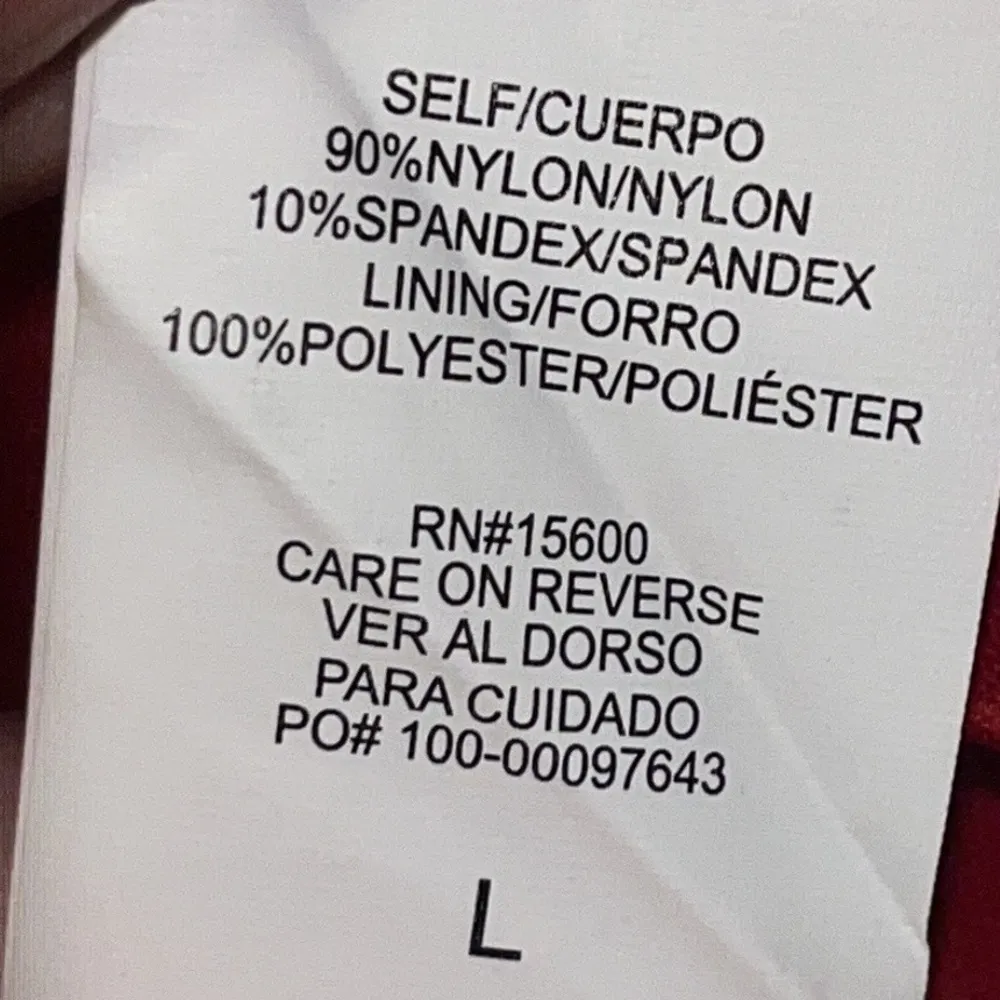 SELF/CUERPO
90%NYLON/NYLON
10%SPANDEX/SPANDEX
LINING/FORRO
100%POLYESTER/POLIÉSTER
RN#15600
CARE ON REVERSE
VER AL DORSO
PARA CUIDADO
PO# 100-00097643
L